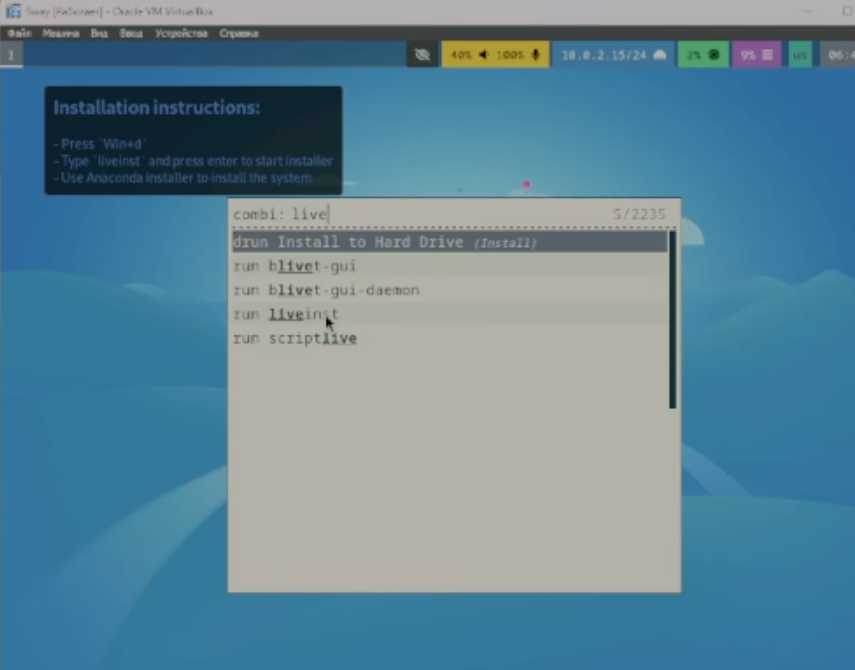 Sway [Работает] - Oracle VM VirtualBox
Файл Машина Вид Ввод Устройства Справка
1 40% 100% 10.0.2.15/24 2% 9% 06:4
Installation instructions:
- Press `Win+d`
- Type `liveinst` and press enter to start installer
- Use Anaconda installer to install the system
combi: live 5/2235
drun Install to Hard Drive (Install)
run blivet-gui
run blivet-gui-daemon
run liveinst
run scriptlive